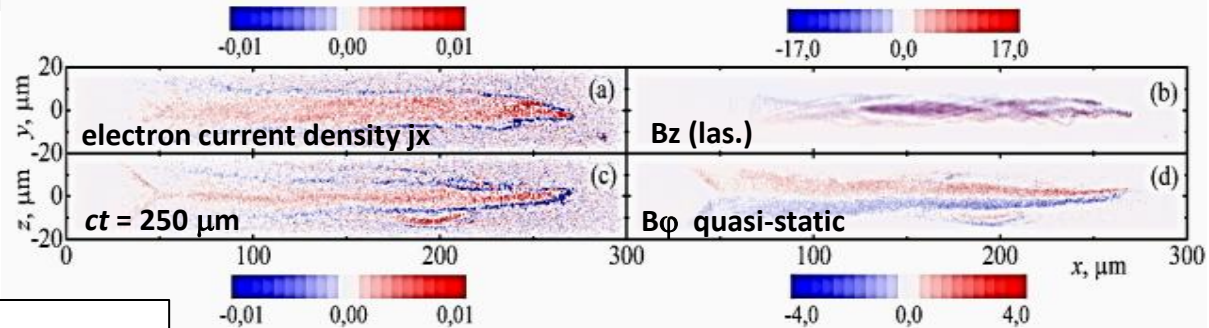 -0,01 0,00 0,01
-17,0 0,0 17,0
20
0
-20
y, μm
(a)
electron current density jx
(b)
Bz (las.)
20
0
-20
z, μm
(c)
ct = 250 μm
(d)
Bφ quasi-static
0 100 200 300 100 200 300
x, μm
-0,01 0,00 0,01
-4,0 0,0 4,0